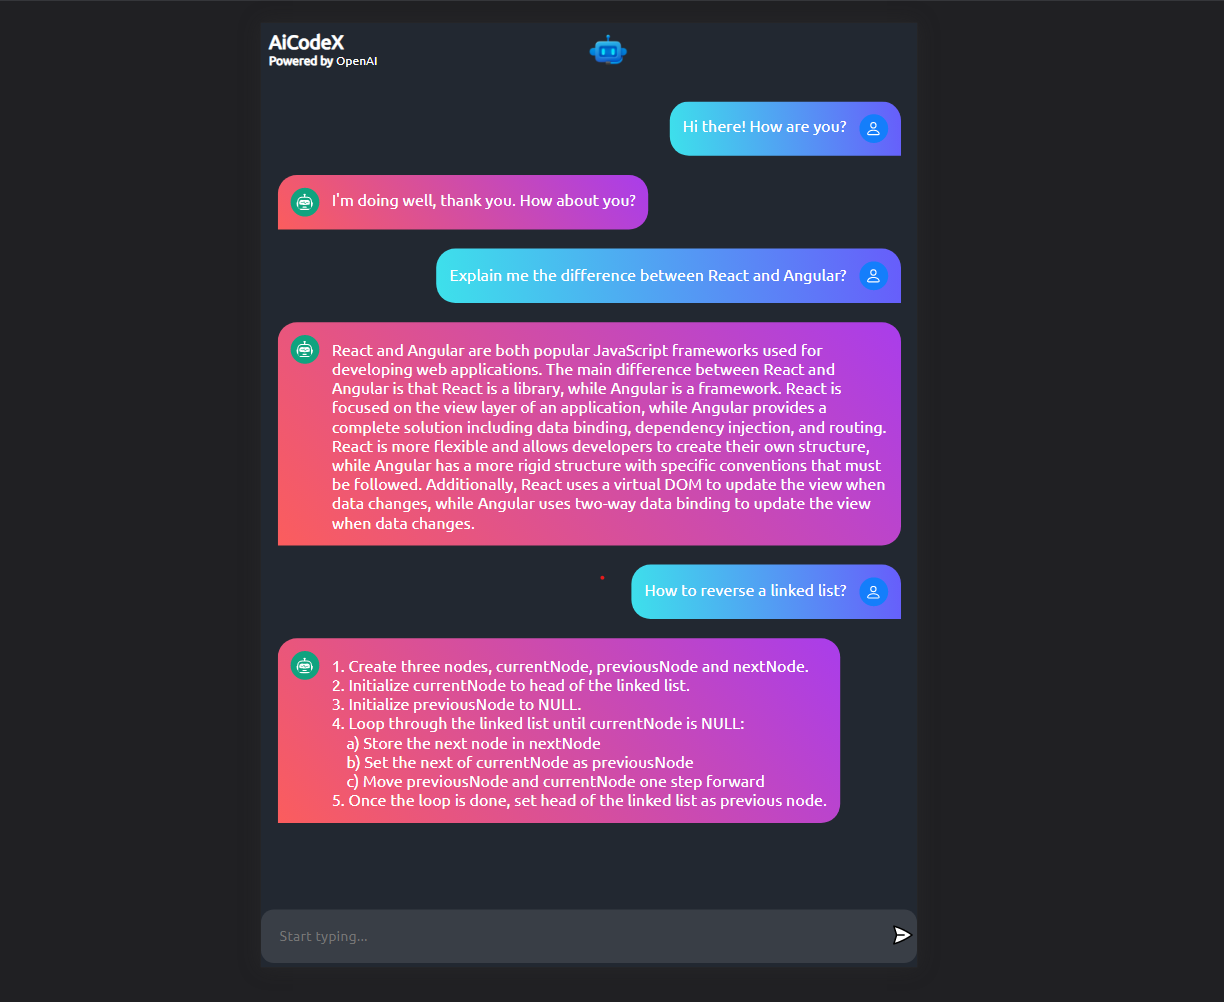 AiCodeX
Powered by OpenAI
Hi there! How are you?
I'm doing well, thank you. How about you?
Explain me the difference between React and Angular?
React and Angular are both popular JavaScript frameworks used for
developing web applications. The main difference between React and
Angular is that React is a library, while Angular is a framework. React is
focused on the view layer of an application, while Angular provides a
complete solution including data binding, dependency injection, and routing.
React is more flexible and allows developers to create their own structure,
while Angular has a more rigid structure with specific conventions that must
be followed. Additionally, React uses a virtual DOM to update the view when
data changes, while Angular uses two-way data binding to update the view
when data changes.
How to reverse a linked list?
1. Create three nodes, currentNode, previousNode and nextNode.
2. Initialize currentNode to head of the linked list.
3. Initialize previousNode to NULL.
4. Loop through the linked list until currentNode is NULL:
a) Store the next node in nextNode
b) Set the next of currentNode as previousNode
c) Move previousNode and currentNode one step forward
5. Once the loop is done, set head of the linked list as previous node.
Start typing...